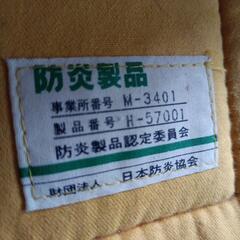 防炎製品
事業所番号 M-3401
製品番号 H-57001
防炎製品認定委員会
財団法人 日本防炎協会